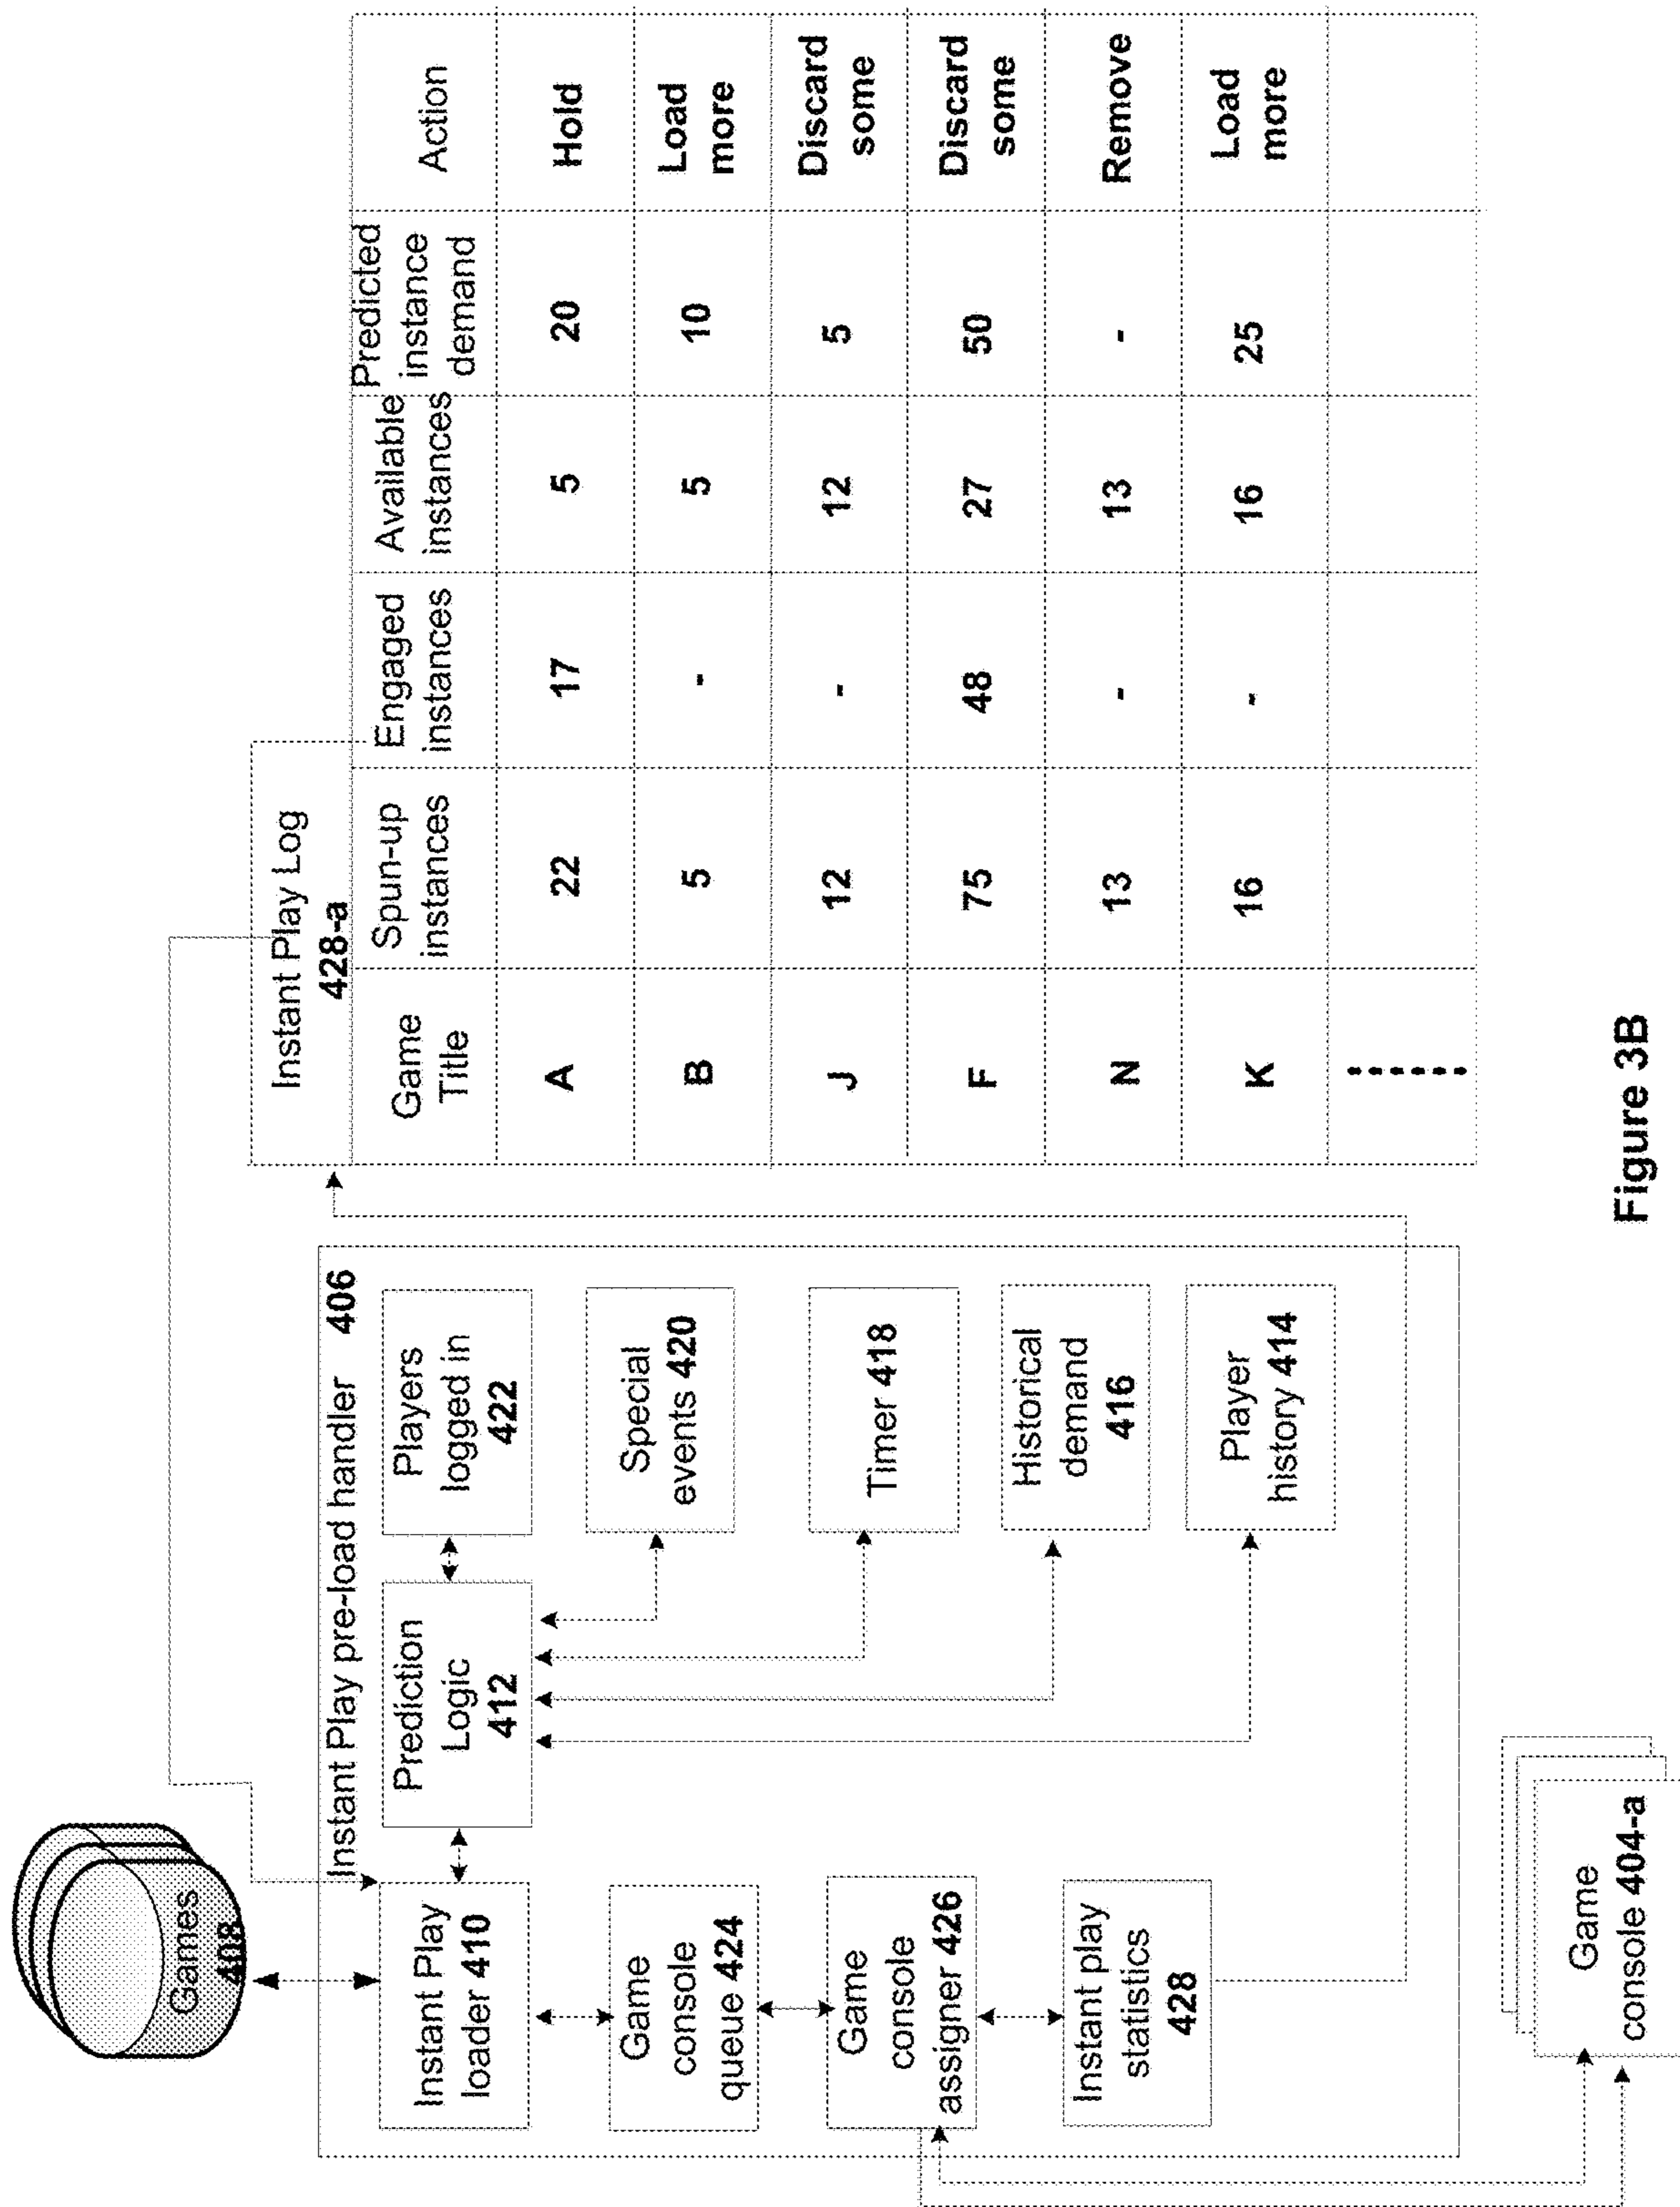 Games
408
Instant Play pre-load handler 406
Instant Play
loader 410
Prediction
Logic
412
Players
logged in
422
Game
console
queue 424
Special
events 420
Game
console
assigner 426
Timer 418
Instant play
statistics
428
Historical
demand
416
Player
history 414
Game
console 404-a
Instant Play Log
428-a
Game
Title
Spun-up
instances
Engaged
instances
Available
instances
Predicted
instance
demand
Action
A 22 17 5 20 Hold
B 5 - 5 10 Load
more
J 12 - 12 5 Discard
some
F 75 48 27 50 Discard
some
N 13 - 13 - Remove
K 16 - 16 25 Load
more
Figure 3B